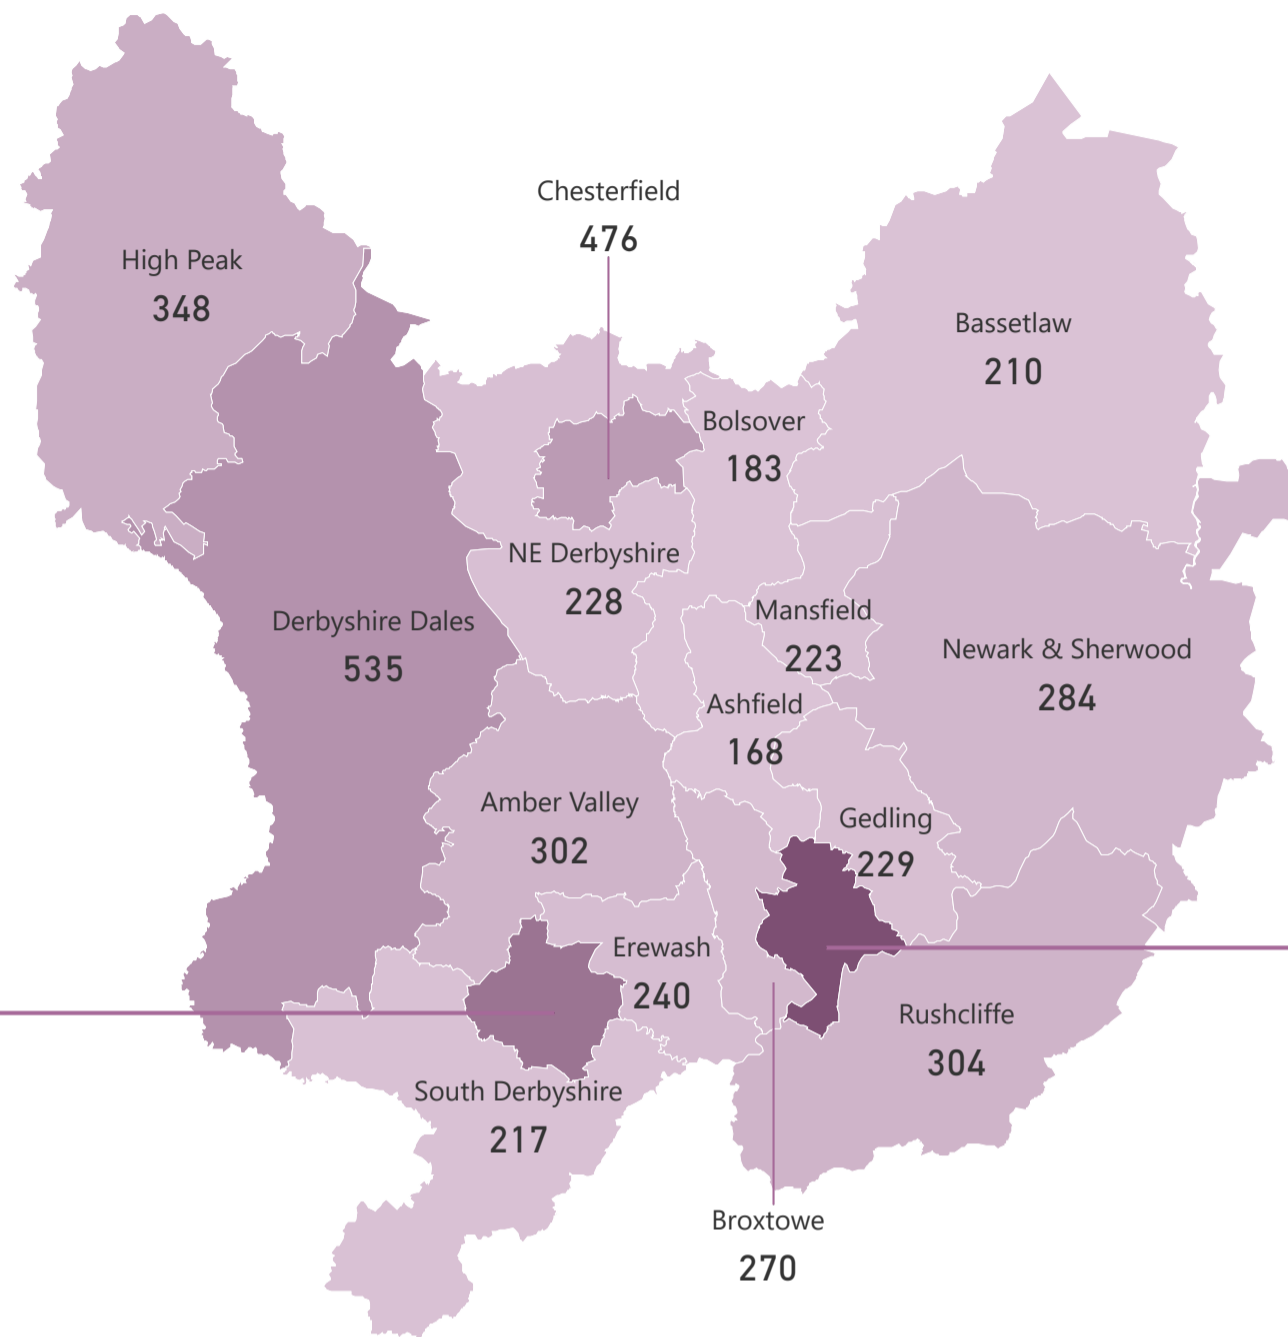 Chesterfield
476
High Peak
348
Bassetlaw
210
Bolsover
183
NE Derbyshire
228
Mansfield
223
Derbyshire Dales
535
Newark & Sherwood
284
Ashfield
168
Amber Valley
302
Gedling
229
Erewash
240
Rushcliffe
304
South Derbyshire
217
Broxtowe
270